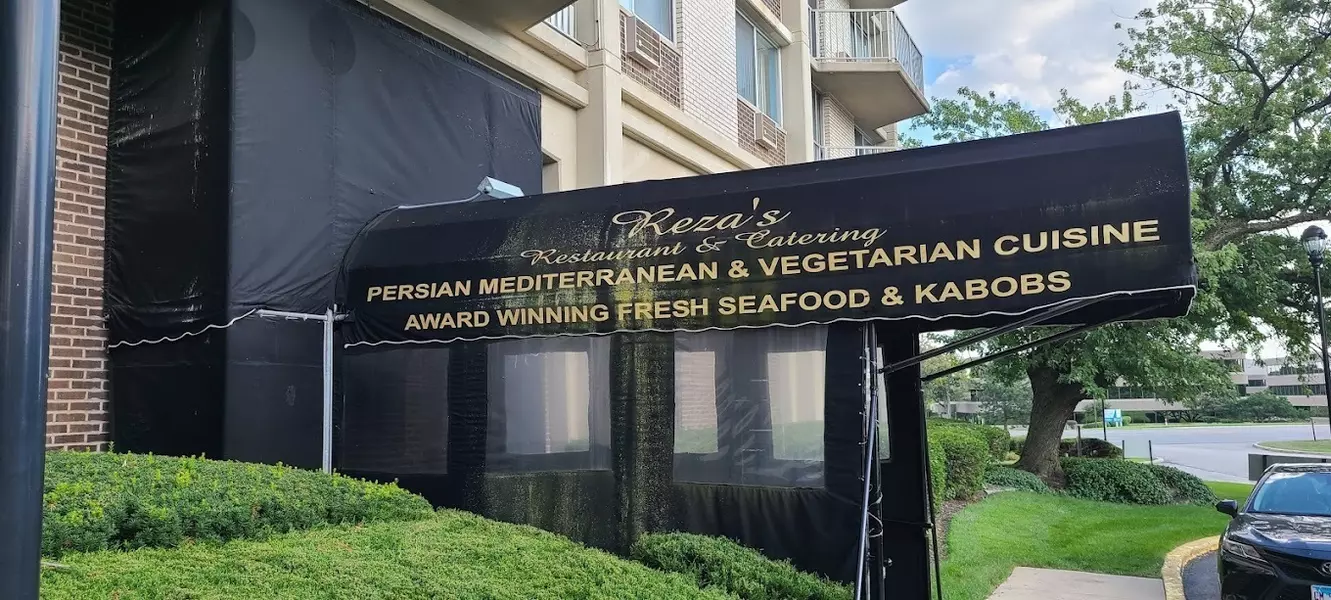 Reza's
Restaurant & Catering
PERSIAN MEDITERRANEAN & VEGETARIAN CUISINE
AWARD WINNING FRESH SEAFOOD & KABOBS